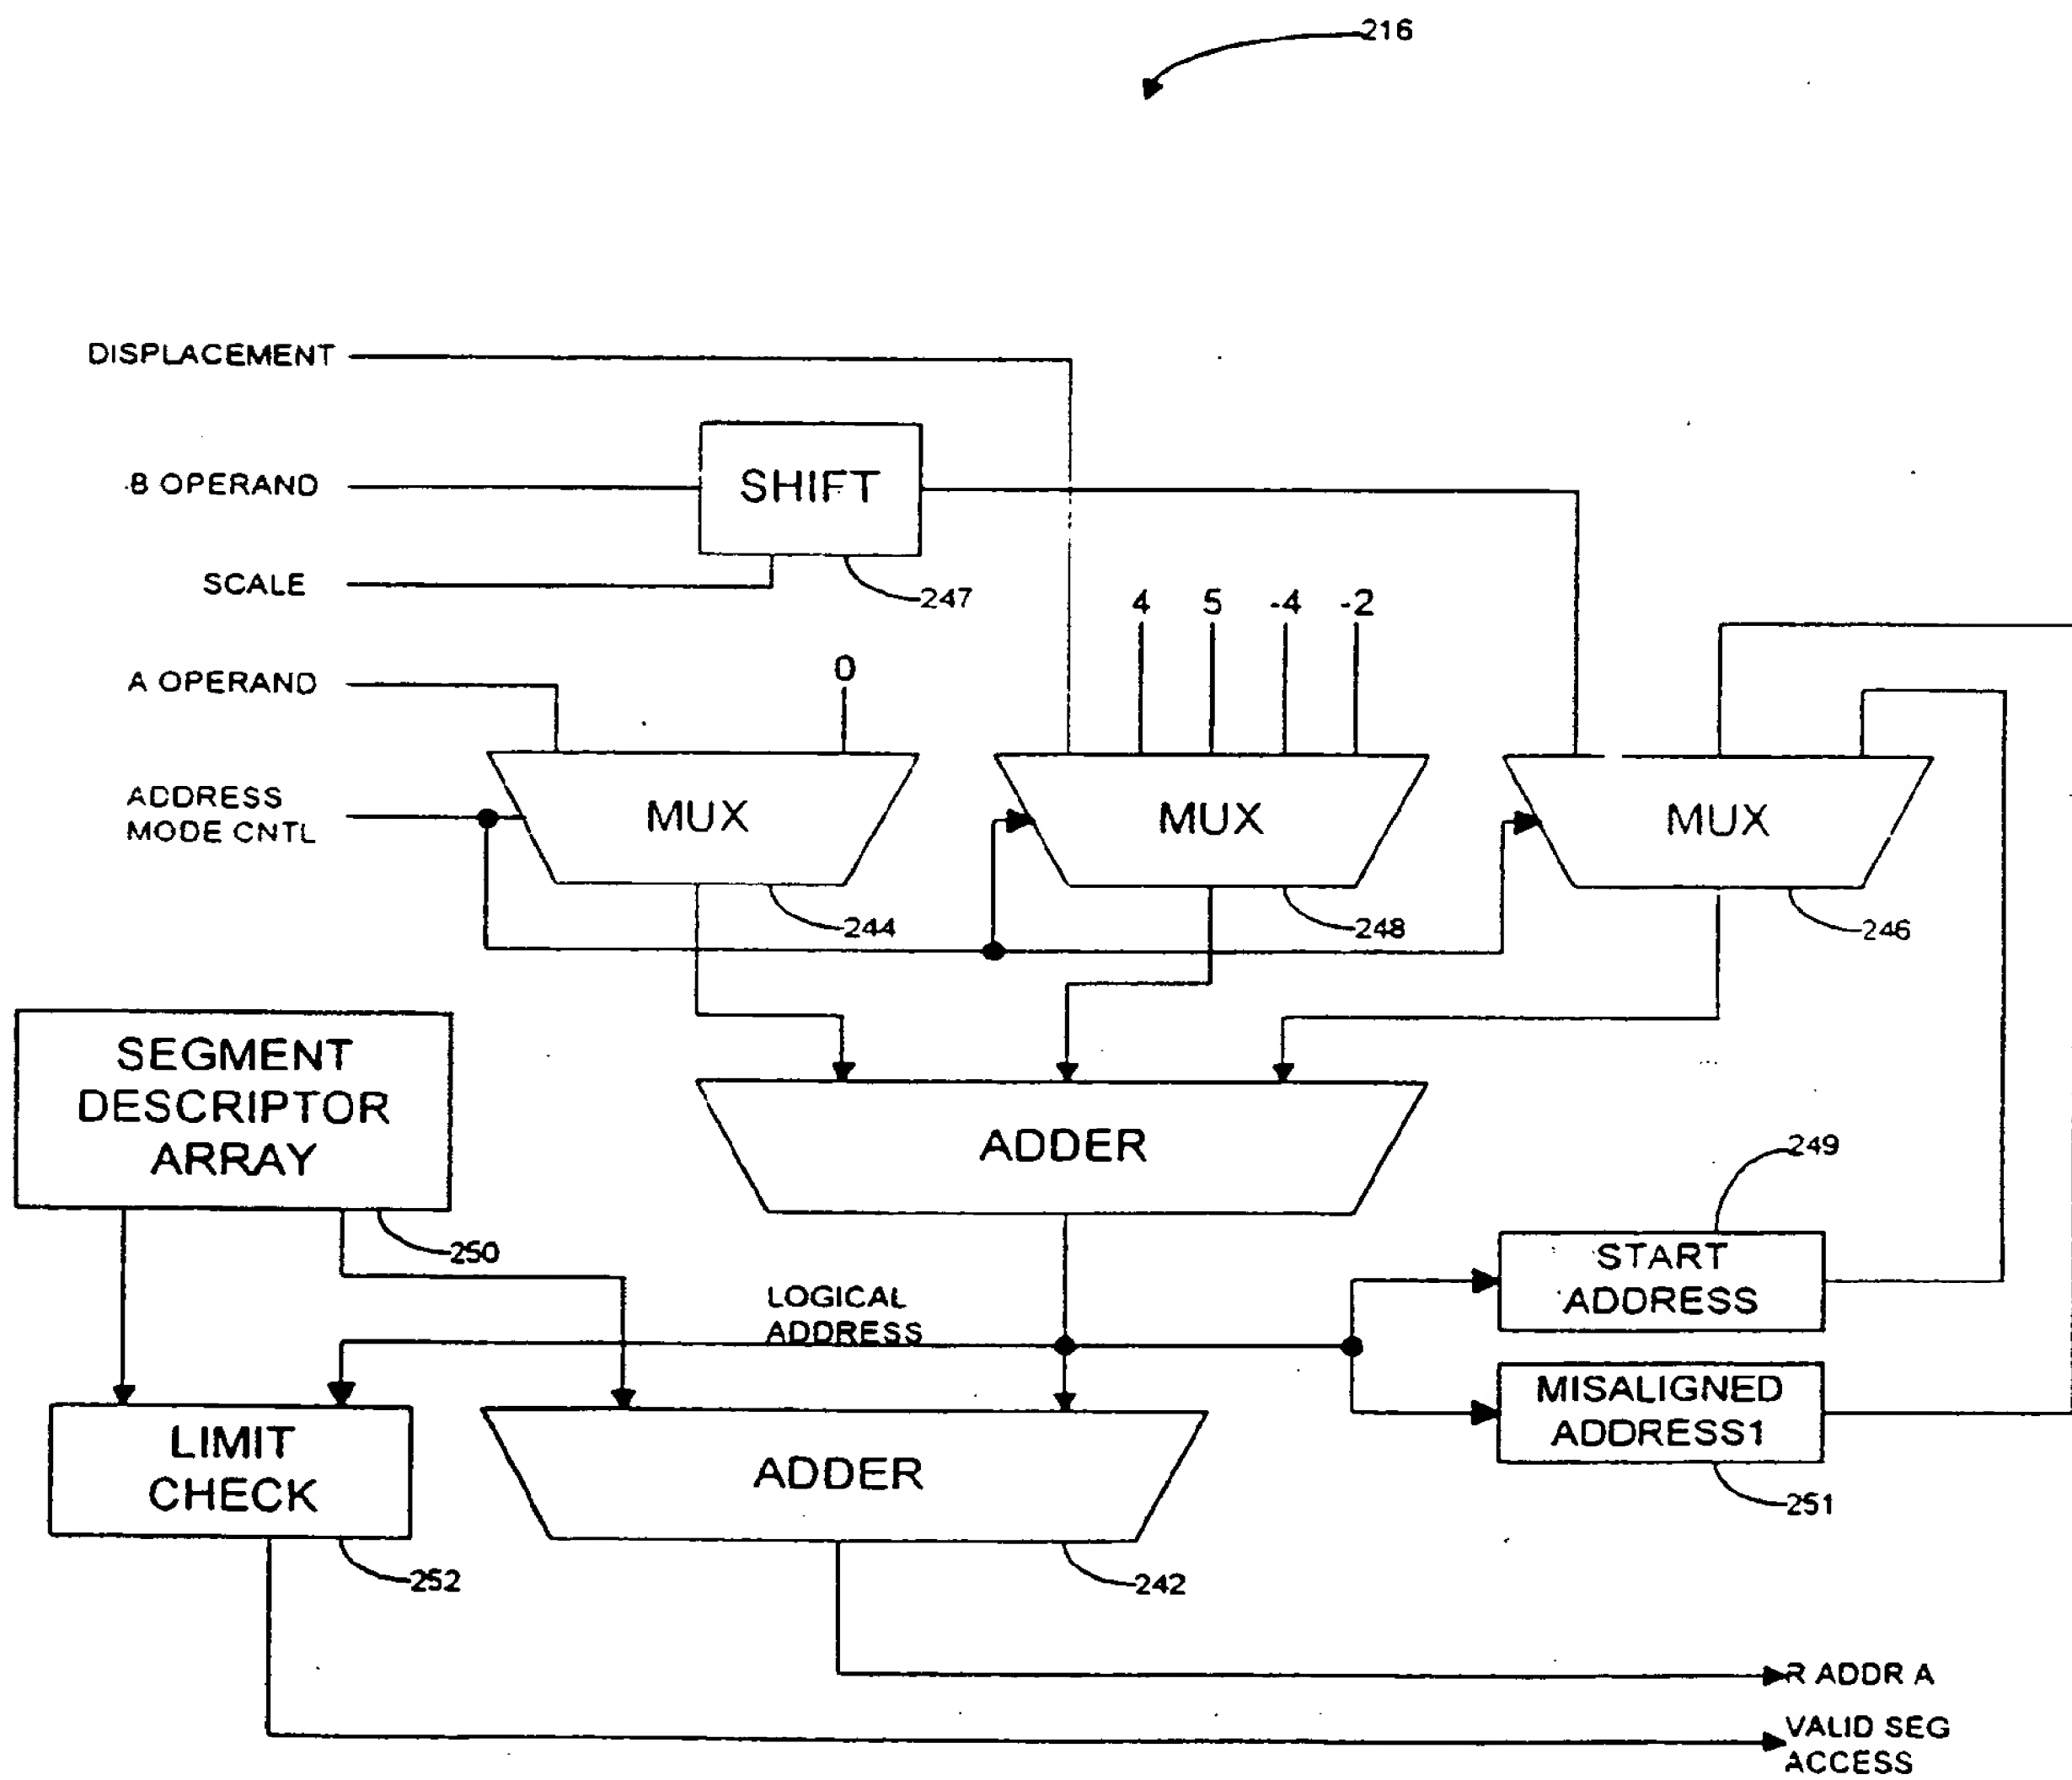 216
DISPLACEMENT
B OPERAND
SHIFT
SCALE
247
4 5 -4 -2
A OPERAND
0
ADDRESS
MODE CNTL
MUX
MUX
MUX
244
248
246
SEGMENT
DESCRIPTOR
ARRAY
ADDER
249
250
START
ADDRESS
LOGICAL
ADDRESS
MISALIGNED
ADDRESS1
LIMIT
CHECK
ADDER
251
252
242
R ADDR A
VALID SEG
ACCESS